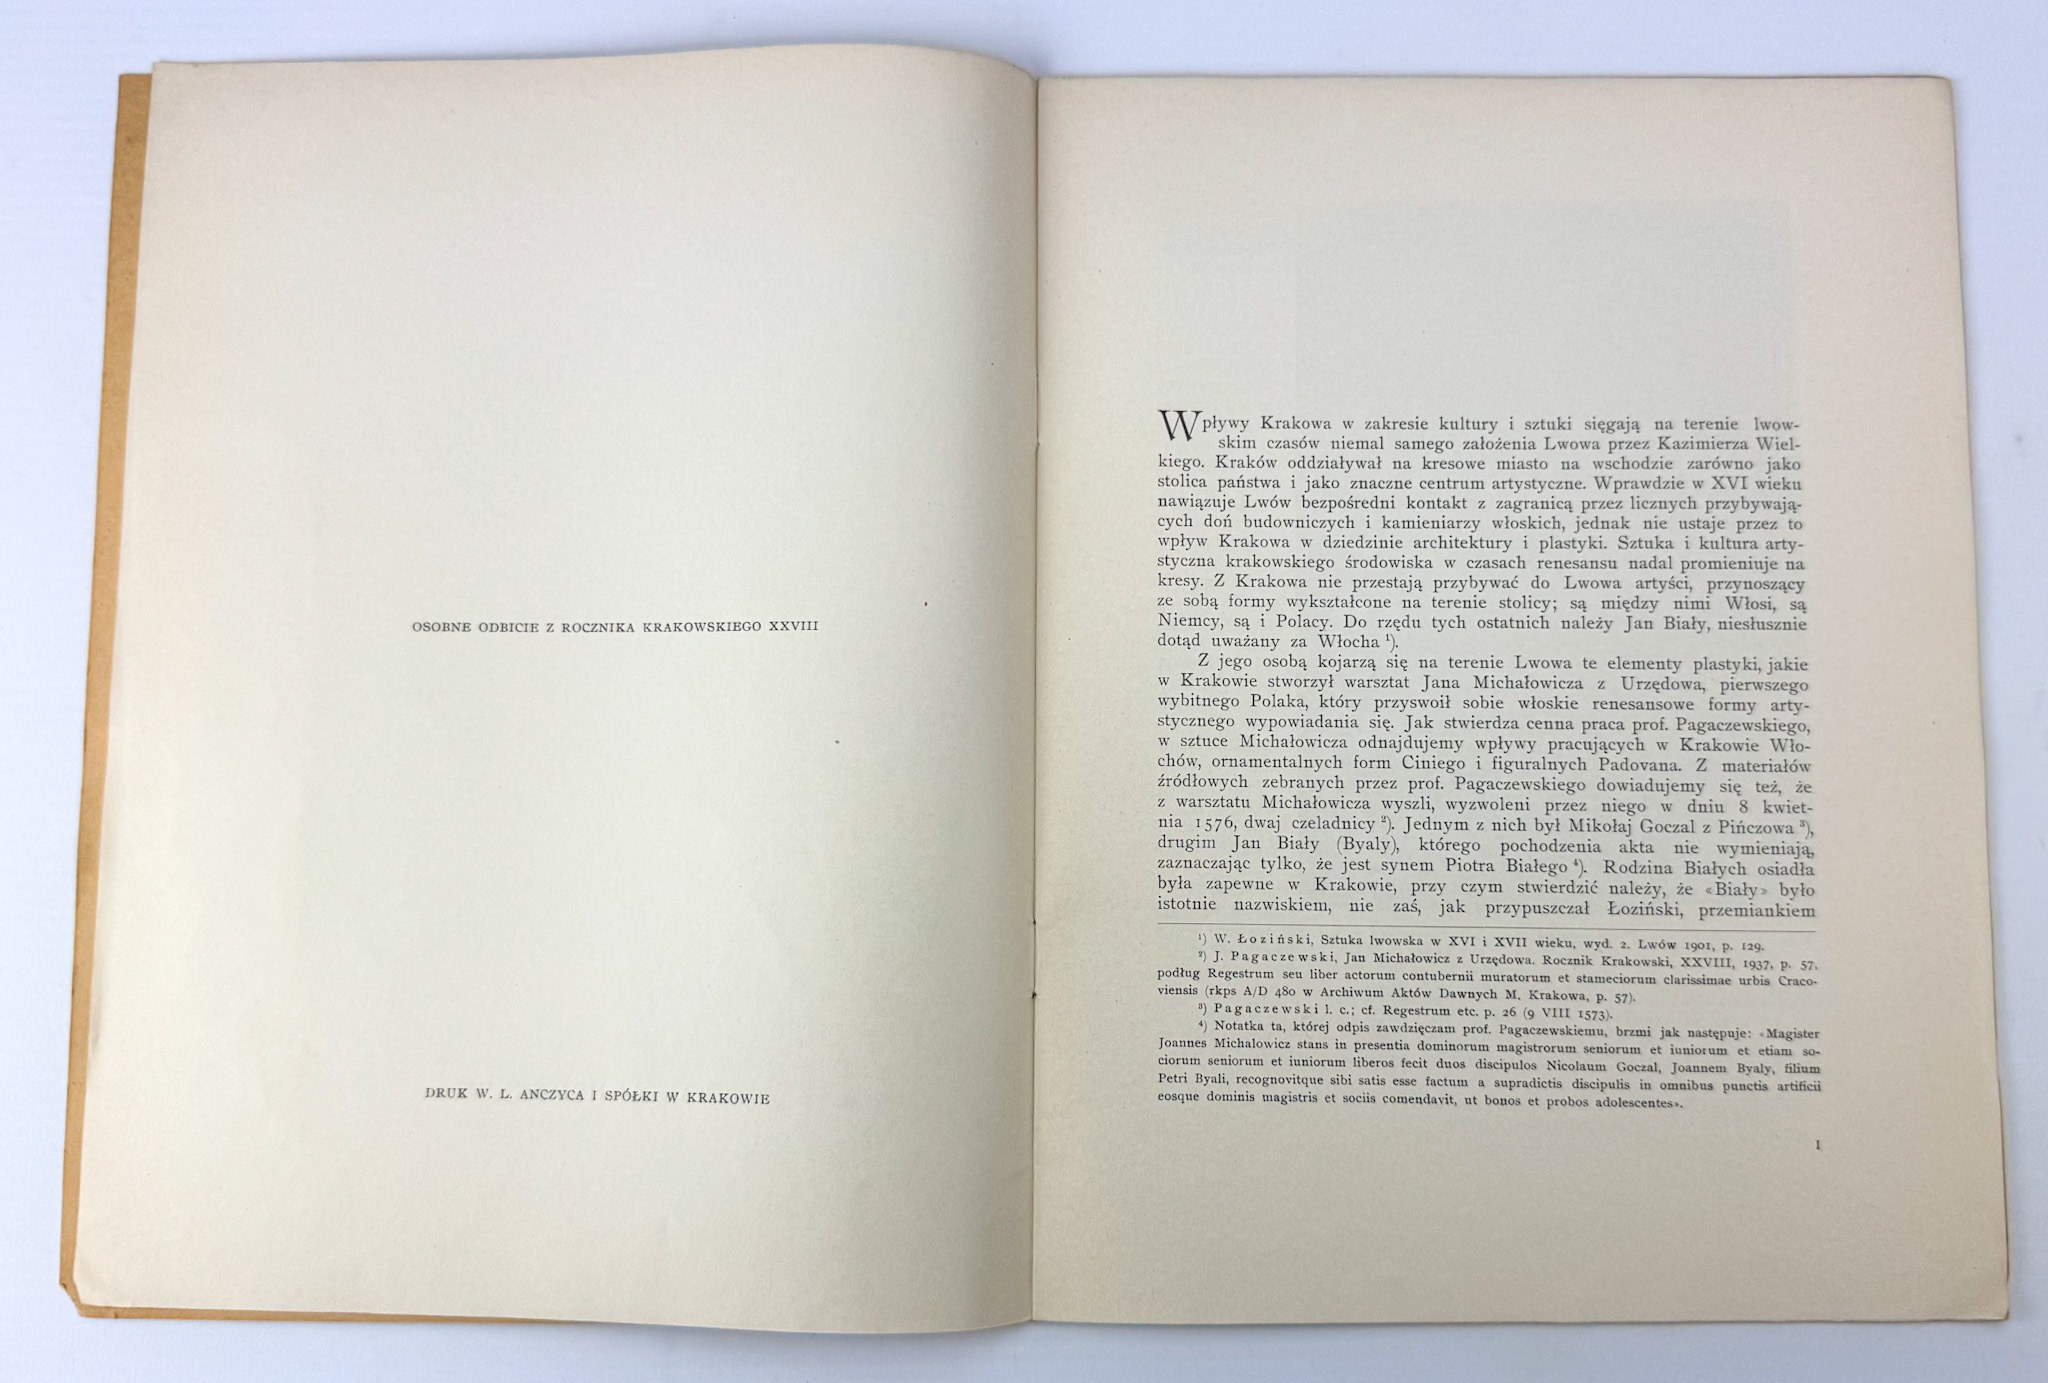 OSOBNE ODBICIE Z ROCZNIKA KRAKOWSKIEGO XXVIII
DRUK W. L. ANCZYCA I SPÓŁKI W KRAKOWIE
Wpływy Krakowa w zakresie kultury i sztuki sięgają na terenie lwow-
skim czasów niemal samego założenia Lwowa przez Kazimierza Wiel-
kiego. Kraków oddziaływał na kresowe miasto na wschodzie zarówno jako
stolica państwa i jako znaczne centrum artystyczne. Wprawdzie w XVI wieku
nawiązuje Lwów bezpośredni kontakt z zagranicą przez licznych przybywają-
cych doń budowniczych i kamieniarzy włoskich, jednak nie ustaje przez to
wpływ Krakowa w dziedzinie architektury i plastyki. Sztuka i kultura arty-
styczna krakowskiego środowiska w czasach renesansu nadal promieniuje na
kresy. Z Krakowa nie przestają przybywać do Lwowa artyści, przynoszący
ze sobą formy wykształcone na terenie stolicy; są między nimi Włosi, są
Niemcy, są i Polacy. Do rzędu tych ostatnich należy Jan Biały, niesłusznie
dotąd uważany za Włocha ¹).
Z jego osobą kojarzą się na terenie Lwowa te elementy plastyki, jakie
w Krakowie stworzył warsztat Jana Michałowicza z Urzędowa, pierwszego
wybitnego Polaka, który przyswoił sobie włoskie renesansowe formy arty-
stycznego wypowiadania się. Jak stwierdza cenna praca prof. Pagaczewskiego,
w sztuce Michałowicza odnajdujemy wpływy pracujących w Krakowie Wło-
chów, ornamentalnych form Ciniego i figuralnych Padovana. Z materiałów
źródłowych zebranych przez prof. Pagaczewskiego dowiadujemy się też, że
z warsztatu Michałowicza wyszli, wyzwoleni przez niego w dniu 8 kwiet-
nia 1576, dwaj czeladnicy ²). Jednym z nich był Mikołaj Goczal z Pińczowa ³),
drugim Jan Biały (Byaly), którego pochodzenia akta nie wymieniają,
zaznaczając tylko, że jest synem Piotra Białego ⁴). Rodzina Białych osiadła
była zapewne w Krakowie, przy czym stwierdzić należy, że «Biały» było
istotnie nazwiskiem, nie zaś, jak przypuszczał Łoziński, przemiankiem
¹) W. Łoziński, Sztuka lwowska w XVI i XVII wieku, wyd. 2. Lwów 1901, p. 129.
²) J. Pagaczewski, Jan Michałowicz z Urzędowa. Rocznik Krakowski, XXVIII, 1937, p. 57,
podług Regestrum seu liber actorum contubernii muratorum et stameciorum clarissimae urbis Craco-
viensis (rkps A/D 480 w Archiwum Aktów Dawnych M. Krakowa, p. 57).
³) Pagaczewski l. c.; cf. Regestrum etc. p. 26 (9 VIII 1573).
⁴) Notatka ta, której odpis zawdzięczam prof. Pagaczewskiemu, brzmi jak następuje: «Magister
Joannes Michalowicz stans in presentia dominorum magistrorum seniorum et iuniorum et etiam so-
ciorum seniorum et iuniorum liberos fecit duos discipulos Nicolaum Goczal, Joannem Byaly, filium
Petri Byali, recognovitque sibi satis esse factum a supradictis discipulis in omnibus punctis artificii
eosque dominis magistris et sociis comendavit, ut bonos et probos adolescentes».
1